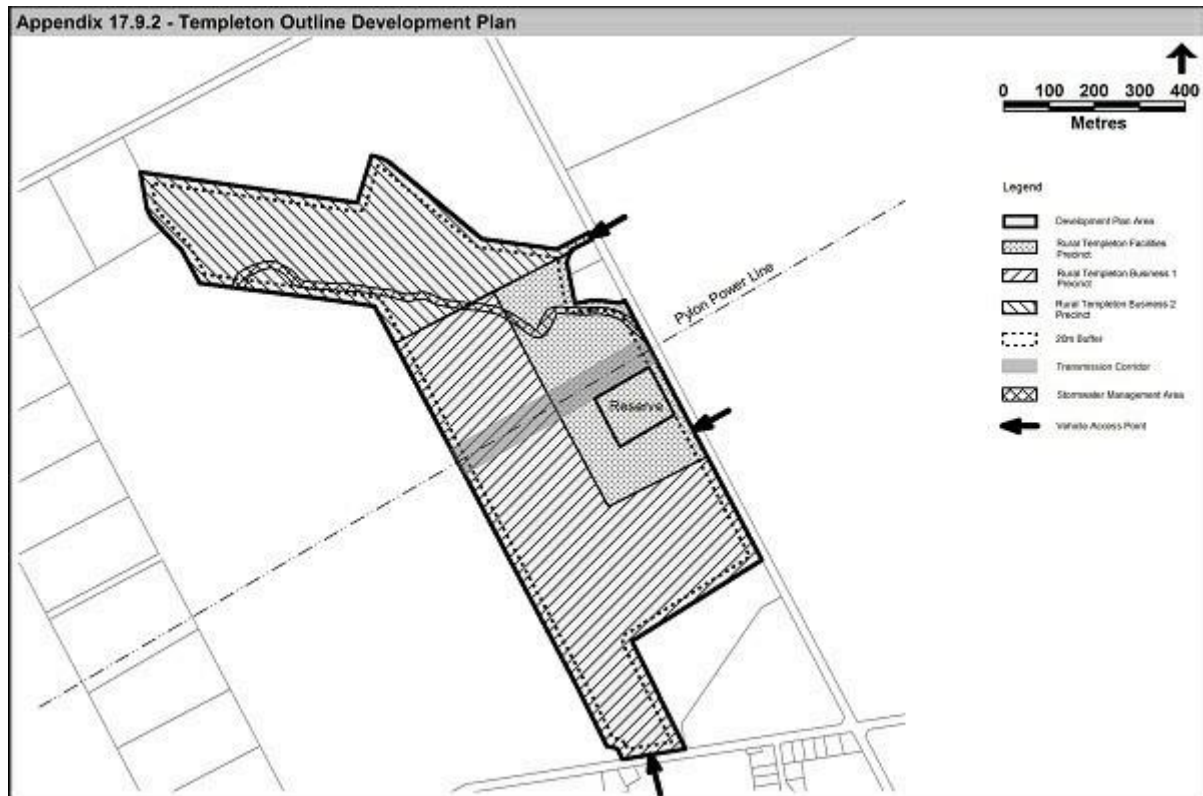 Appendix 17.9.2 - Templeton Outline Development Plan
0 100 200 300 400
Metres
Legend
Development Plan Area
Rural Templeton Facilities
Precinct
Rural Templeton Business 1
Precinct
Rural Templeton Business 2
Precinct
20m Buffer
Transmission Corridor
Stormwater Management Area
Vehicle Access Point
Pylon Power Line
Reserve